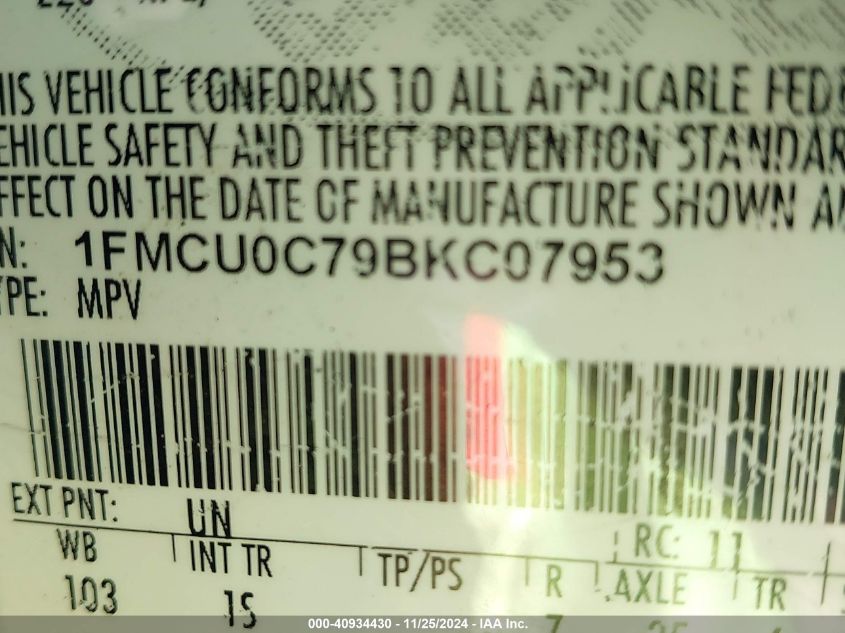 HIS VEHICLE CONFORMS TO ALL APPLICABLE FEDE
EHICLE SAFETY AND THEFT PREVENTION STANDAR
FFECT ON THE DATE OF MANUFACTURE SHOWN A
N: 1FMCU0C79BKC07953
YPE: MPV
EXT PNT: UN RC: 11
WB INT TR TP/PS R AXLE TR
103 1S
000-40934430 - 11/25/2024 - IAA Inc.